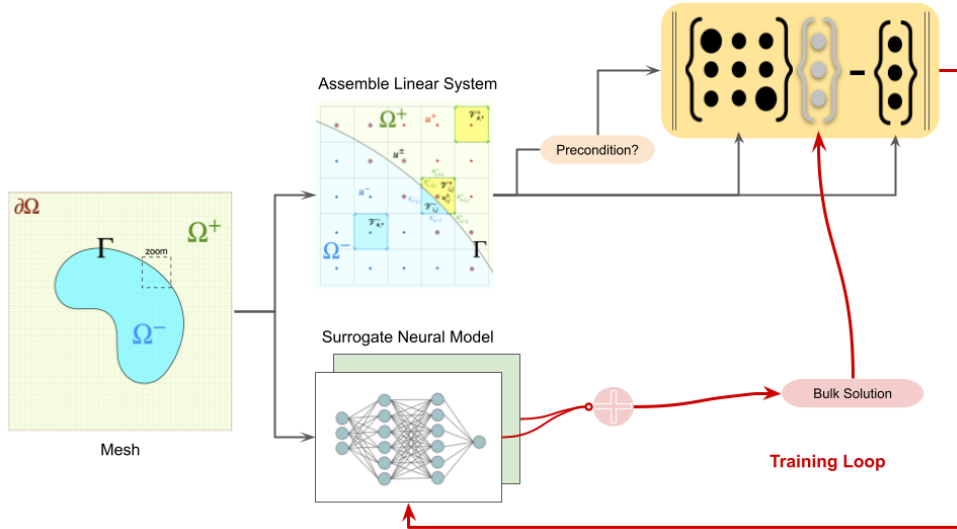 Assemble Linear System
Ω⁺
u⁺
u±
Precondition?
∂Ω
Ω⁺
Γ
zoom
Ω⁻
u⁻
Ω⁻
Γ
Mesh
Surrogate Neural Model
Bulk Solution
Training Loop